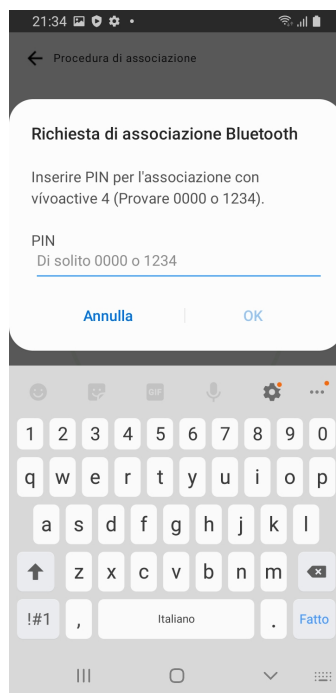 21:34
Procedura di associazione
Richiesta di associazione Bluetooth
Inserire PIN per l'associazione con
vívoactive 4 (Provare 0000 o 1234).
PIN
Di solito 0000 o 1234
Annulla OK
GIF
1 2 3 4 5 6 7 8 9 0
q w e r t y u i o p
a s d f g h j k l
z x c v b n m
!#1 , Italiano . Fatto